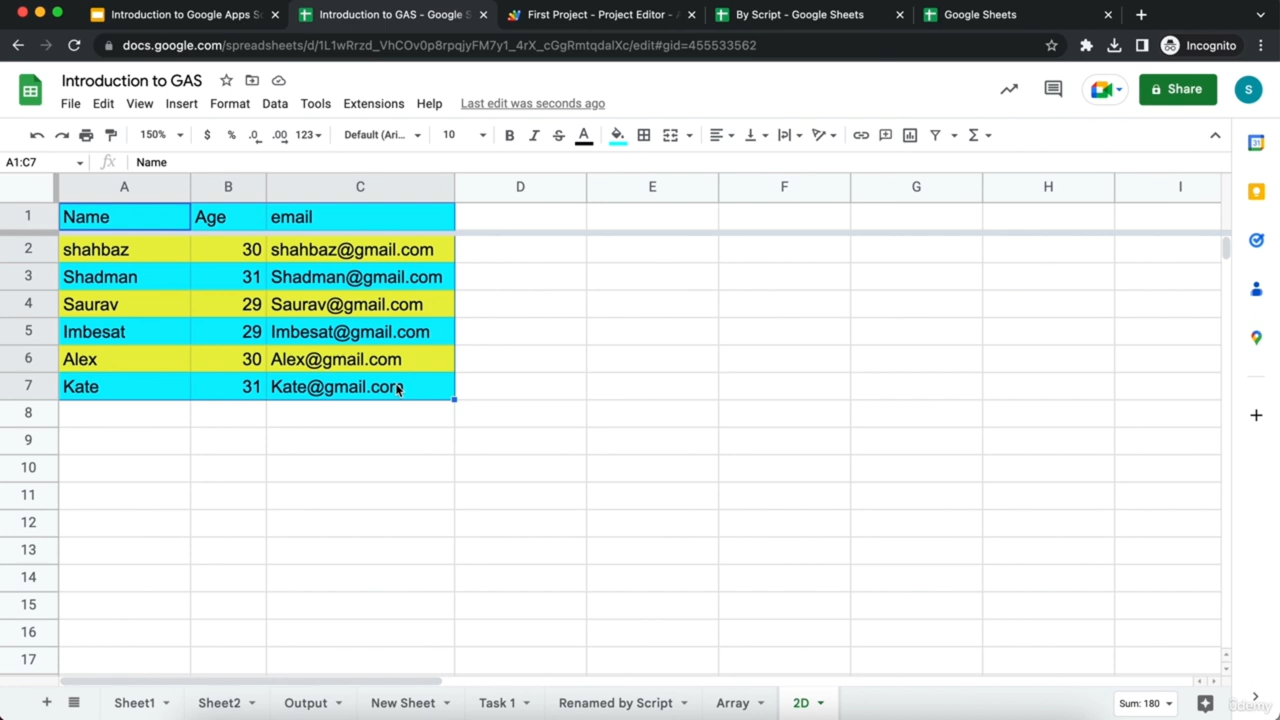 Introduction to Google Apps Sc
Introduction to GAS - Google S
First Project - Project Editor - A
By Script - Google Sheets
Google Sheets
docs.google.com/spreadsheets/d/1L1wRrzd_VhCOv0p8rpqjyFM7y1_4rX_cGgRmtqdalXc/edit#gid=455533562
Incognito
Introduction to GAS
File Edit View Insert Format Data Tools Extensions Help Last edit was seconds ago
Share
S
150% $ % .0 .00 123 Default (Ari... 10 B I S A
A1:C7 fx Name
A B C D E F G H I
1 Name Age email
2 shahbaz 30 shahbaz@gmail.com
3 Shadman 31 Shadman@gmail.com
4 Saurav 29 Saurav@gmail.com
5 Imbesat 29 Imbesat@gmail.com
6 Alex 30 Alex@gmail.com
7 Kate 31 Kate@gmail.com
8
9
10
11
12
13
14
15
16
17
Sheet1 Sheet2 Output New Sheet Task 1 Renamed by Script Array 2D Sum: 180
ûdemy